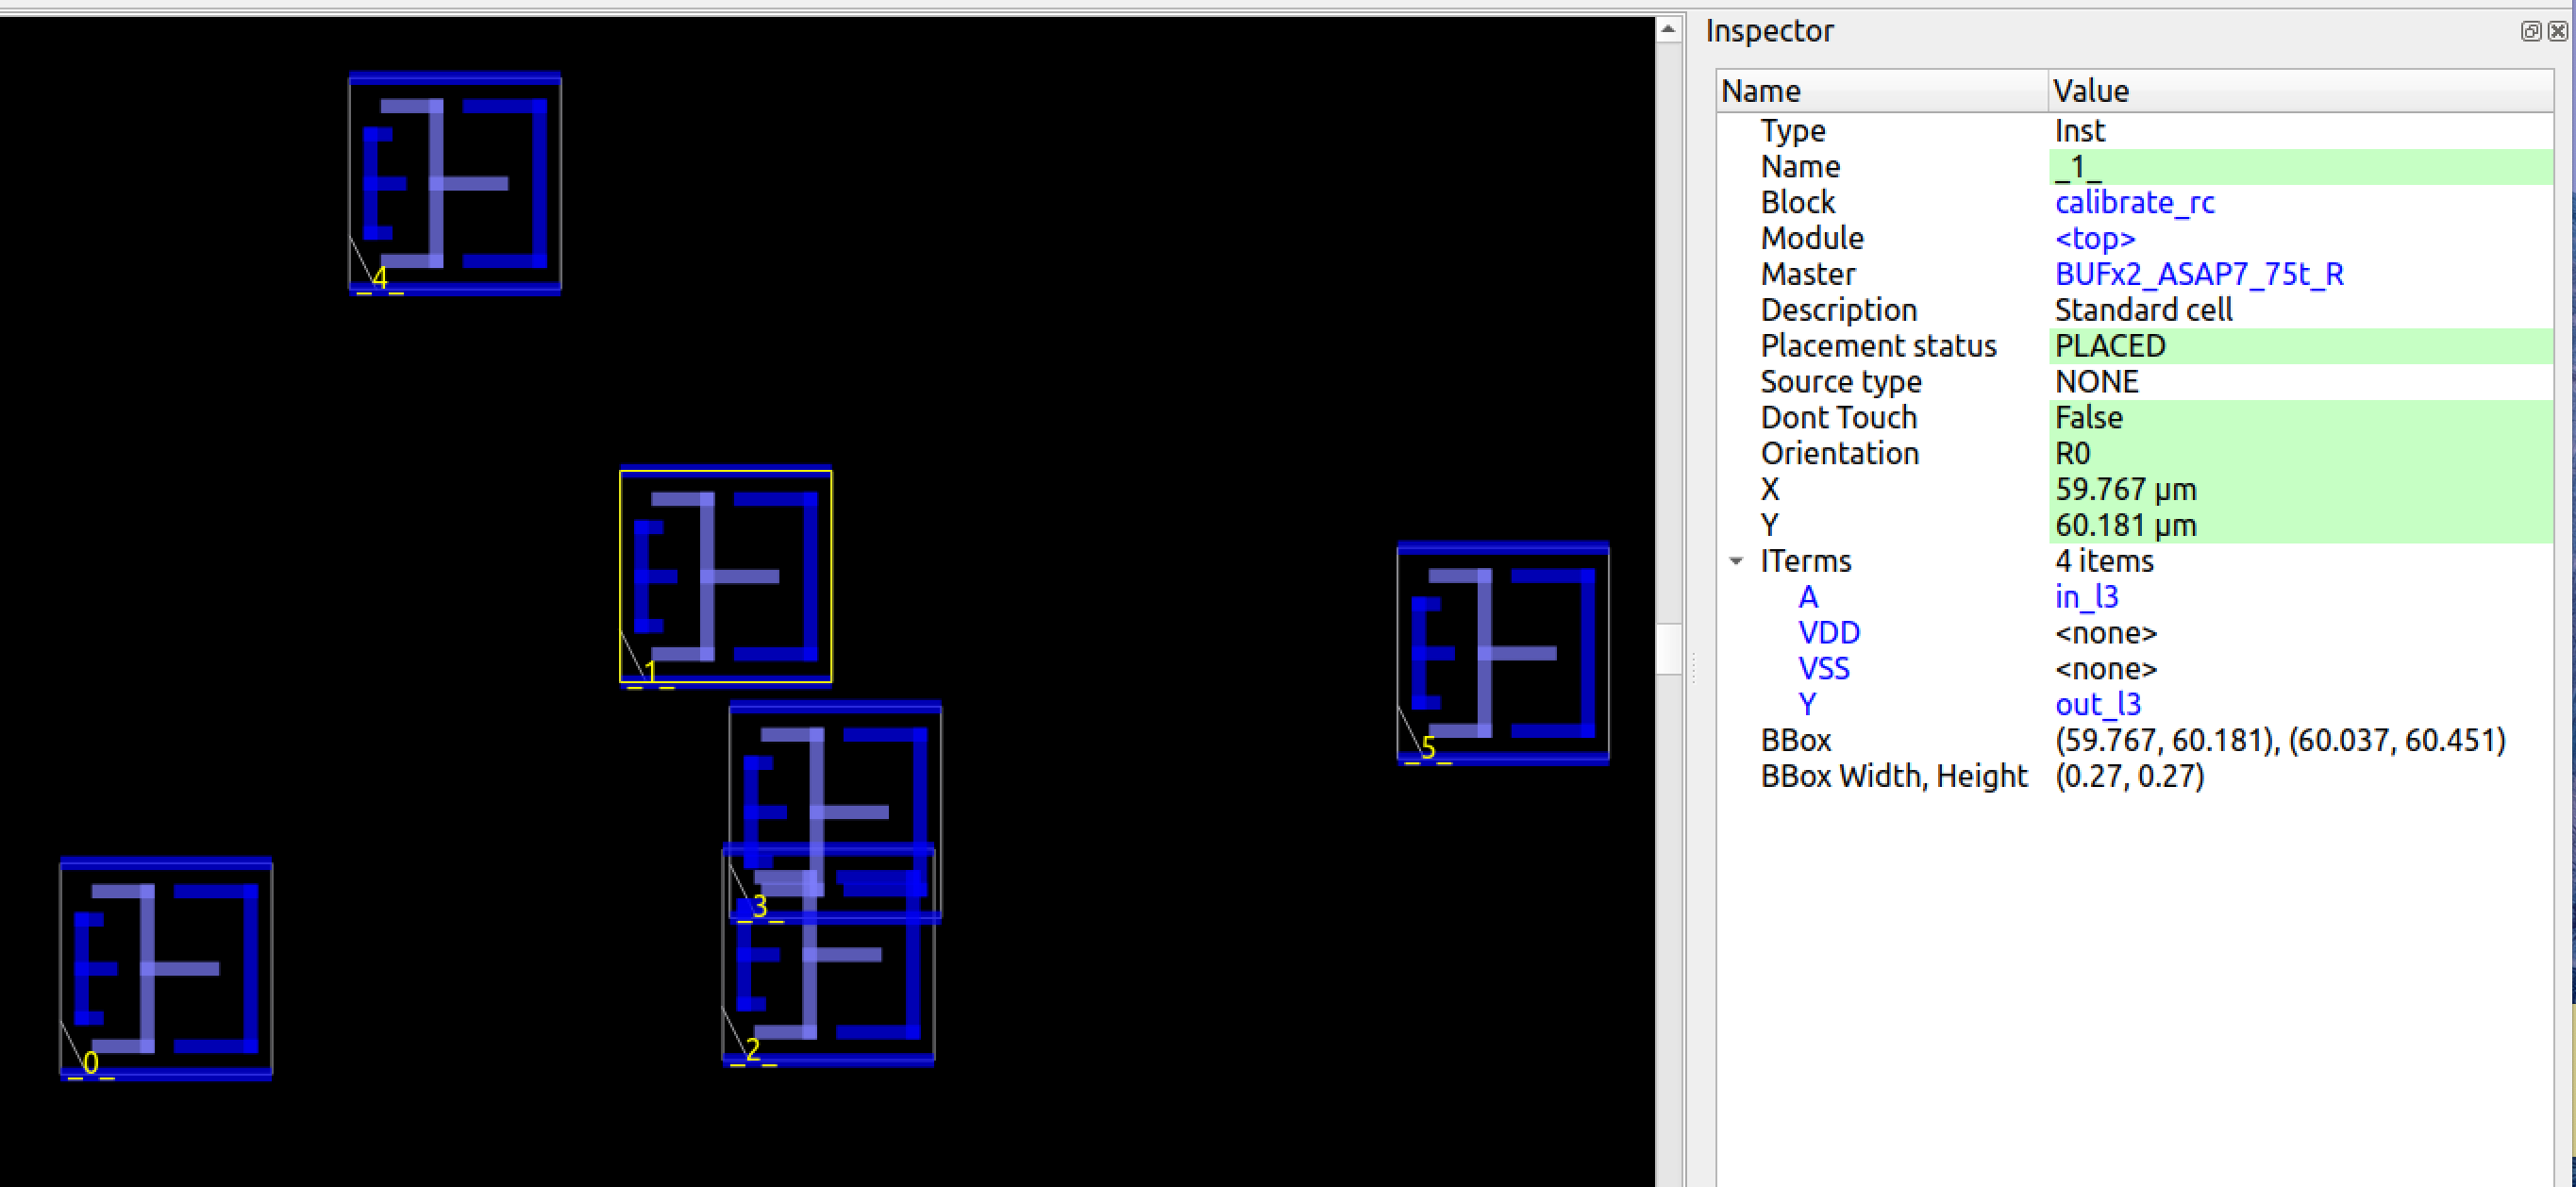 _4_
_1_
_5_
_3_
_2_
_0_
Inspector
Name Value
Type Inst
Name _1_
Block calibrate_rc
Module <top>
Master BUFx2_ASAP7_75t_R
Description Standard cell
Placement status PLACED
Source type NONE
Dont Touch False
Orientation R0
X 59.767 μm
Y 60.181 μm
ITerms 4 items
A in_l3
VDD <none>
VSS <none>
Y out_l3
BBox (59.767, 60.181), (60.037, 60.451)
BBox Width, Height (0.27, 0.27)